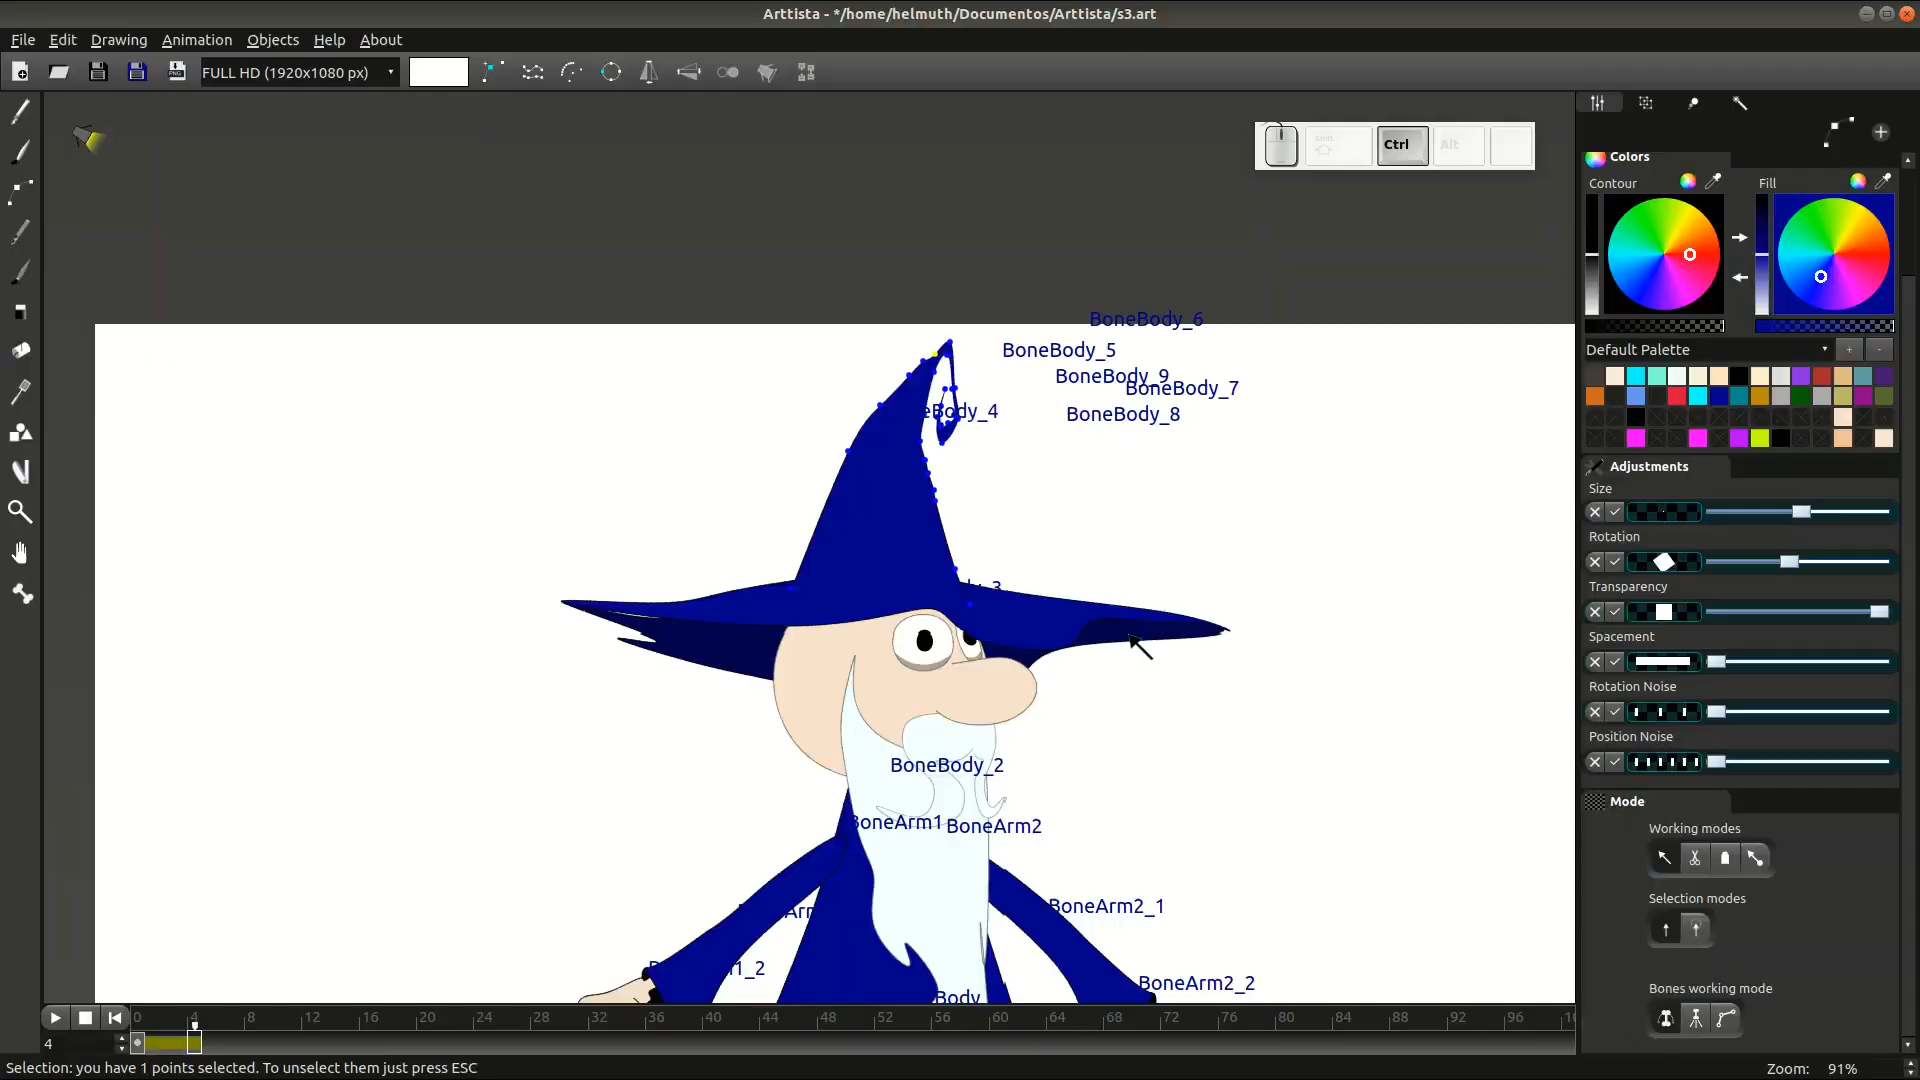 Arttista - */home/helmuth/Documentos/Arttista/s3.art
File Edit Drawing Animation Objects Help About
FULL HD (1920x1080 px)
Ctrl Alt
Colors
Contour Fill
Default Palette
+ -
BoneBody_6
BoneBody_5
BoneBody_9
BoneBody_7
eBody_4
BoneBody_8
Adjustments
Size
Rotation
Transparency
Spacement
Rotation Noise
Position Noise
BoneBody_2
BoneArm1 BoneArm2
BoneArm2_1
BoneArm2_2
Body
Mode
Working modes
Selection modes
Bones working mode
0 4 8 12 16 20 24 28 32 36 40 44 48 52 56 60 64 68 72 76 80 84 88 92 96 10
4
Selection: you have 1 points selected. To unselect them just press ESC
Zoom: 91%